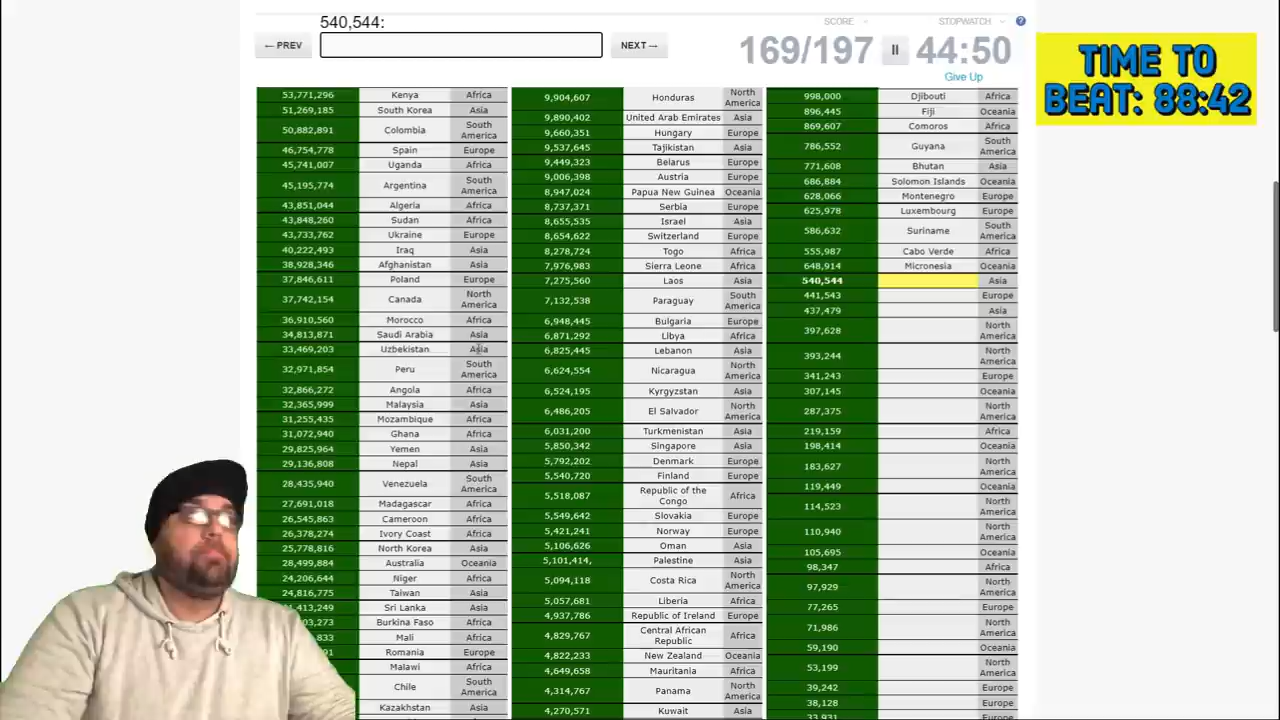 540,544:
← PREV
NEXT →
SCORE
169/197
STOPWATCH
44:50
Give Up
TIME TO
BEAT: 88:42
53,771,296 Kenya Africa
51,269,185 South Korea Asia
50,882,891 Colombia South America
46,754,778 Spain Europe
45,741,007 Uganda Africa
45,195,774 Argentina South America
43,851,044 Algeria Africa
43,848,260 Sudan Africa
43,733,762 Ukraine Europe
40,222,493 Iraq Asia
38,928,346 Afghanistan Asia
37,846,611 Poland Europe
37,742,154 Canada North America
36,910,560 Morocco Africa
34,813,871 Saudi Arabia Asia
33,469,203 Uzbekistan Asia
32,971,854 Peru South America
32,866,272 Angola Africa
32,365,999 Malaysia Asia
31,255,435 Mozambique Africa
31,072,940 Ghana Africa
29,825,964 Yemen Asia
29,136,808 Nepal Asia
28,435,940 Venezuela South America
27,691,018 Madagascar Africa
26,545,863 Cameroon Africa
26,378,274 Ivory Coast Africa
25,778,816 North Korea Asia
28,499,884 Australia Oceania
24,206,644 Niger Africa
24,816,775 Taiwan Asia
413,249 Sri Lanka Asia
03,273 Burkina Faso Africa
833 Mali Africa
91 Romania Europe
Malawi Africa
Chile South America
Kazakhstan Asia
9,904,607 Honduras North America
9,890,402 United Arab Emirates Asia
9,660,351 Hungary Europe
9,537,645 Tajikistan Asia
9,449,323 Belarus Europe
9,006,398 Austria Europe
8,947,024 Papua New Guinea Oceania
8,737,371 Serbia Europe
8,655,535 Israel Asia
8,654,622 Switzerland Europe
8,278,724 Togo Africa
7,976,983 Sierra Leone Africa
7,275,560 Laos Asia
7,132,538 Paraguay South America
6,948,445 Bulgaria Europe
6,871,292 Libya Africa
6,825,445 Lebanon Asia
6,624,554 Nicaragua North America
6,524,195 Kyrgyzstan Asia
6,486,205 El Salvador North America
6,031,200 Turkmenistan Asia
5,850,342 Singapore Asia
5,792,202 Denmark Europe
5,540,720 Finland Europe
5,518,087 Republic of the Congo Africa
5,549,642 Slovakia Europe
5,421,241 Norway Europe
5,106,626 Oman Asia
5,101,414, Palestine Asia
5,094,118 Costa Rica North America
5,057,681 Liberia Africa
4,937,786 Republic of Ireland Europe
4,829,767 Central African Republic Africa
4,822,233 New Zealand Oceania
4,649,658 Mauritania Africa
4,314,767 Panama North America
4,270,571 Kuwait Asia
998,000 Djibouti Africa
896,445 Fiji Oceania
869,607 Comoros Africa
786,552 Guyana South America
771,608 Bhutan Asia
686,884 Solomon Islands Oceania
628,066 Montenegro Europe
625,978 Luxembourg Europe
586,632 Suriname South America
555,987 Cabo Verde Africa
648,914 Micronesia Oceania
540,544 Asia
441,543 Europe
437,479 Asia
397,628 North America
393,244 North America
341,243 Europe
307,145 Oceania
287,375 North America
219,159 Africa
198,414 Oceania
183,627 North America
119,449 Oceania
114,523 North America
110,940 North America
105,695 Oceania
98,347 Africa
97,929 North America
77,265 Europe
71,986 North America
59,190 Oceania
53,199 North America
39,242 Europe
38,128 Europe
33,931 Europe